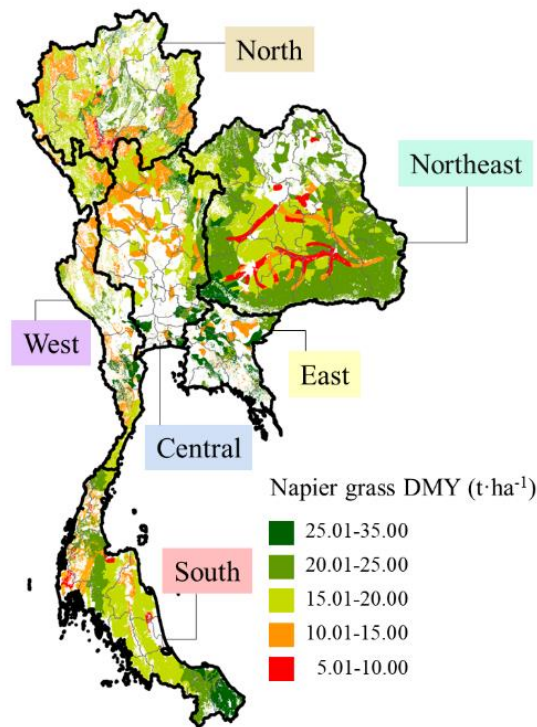 North
Northeast
West
East
Central
Napier grass DMY (t·ha⁻¹)
25.01-35.00
20.01-25.00
15.01-20.00
10.01-15.00
5.01-10.00
South